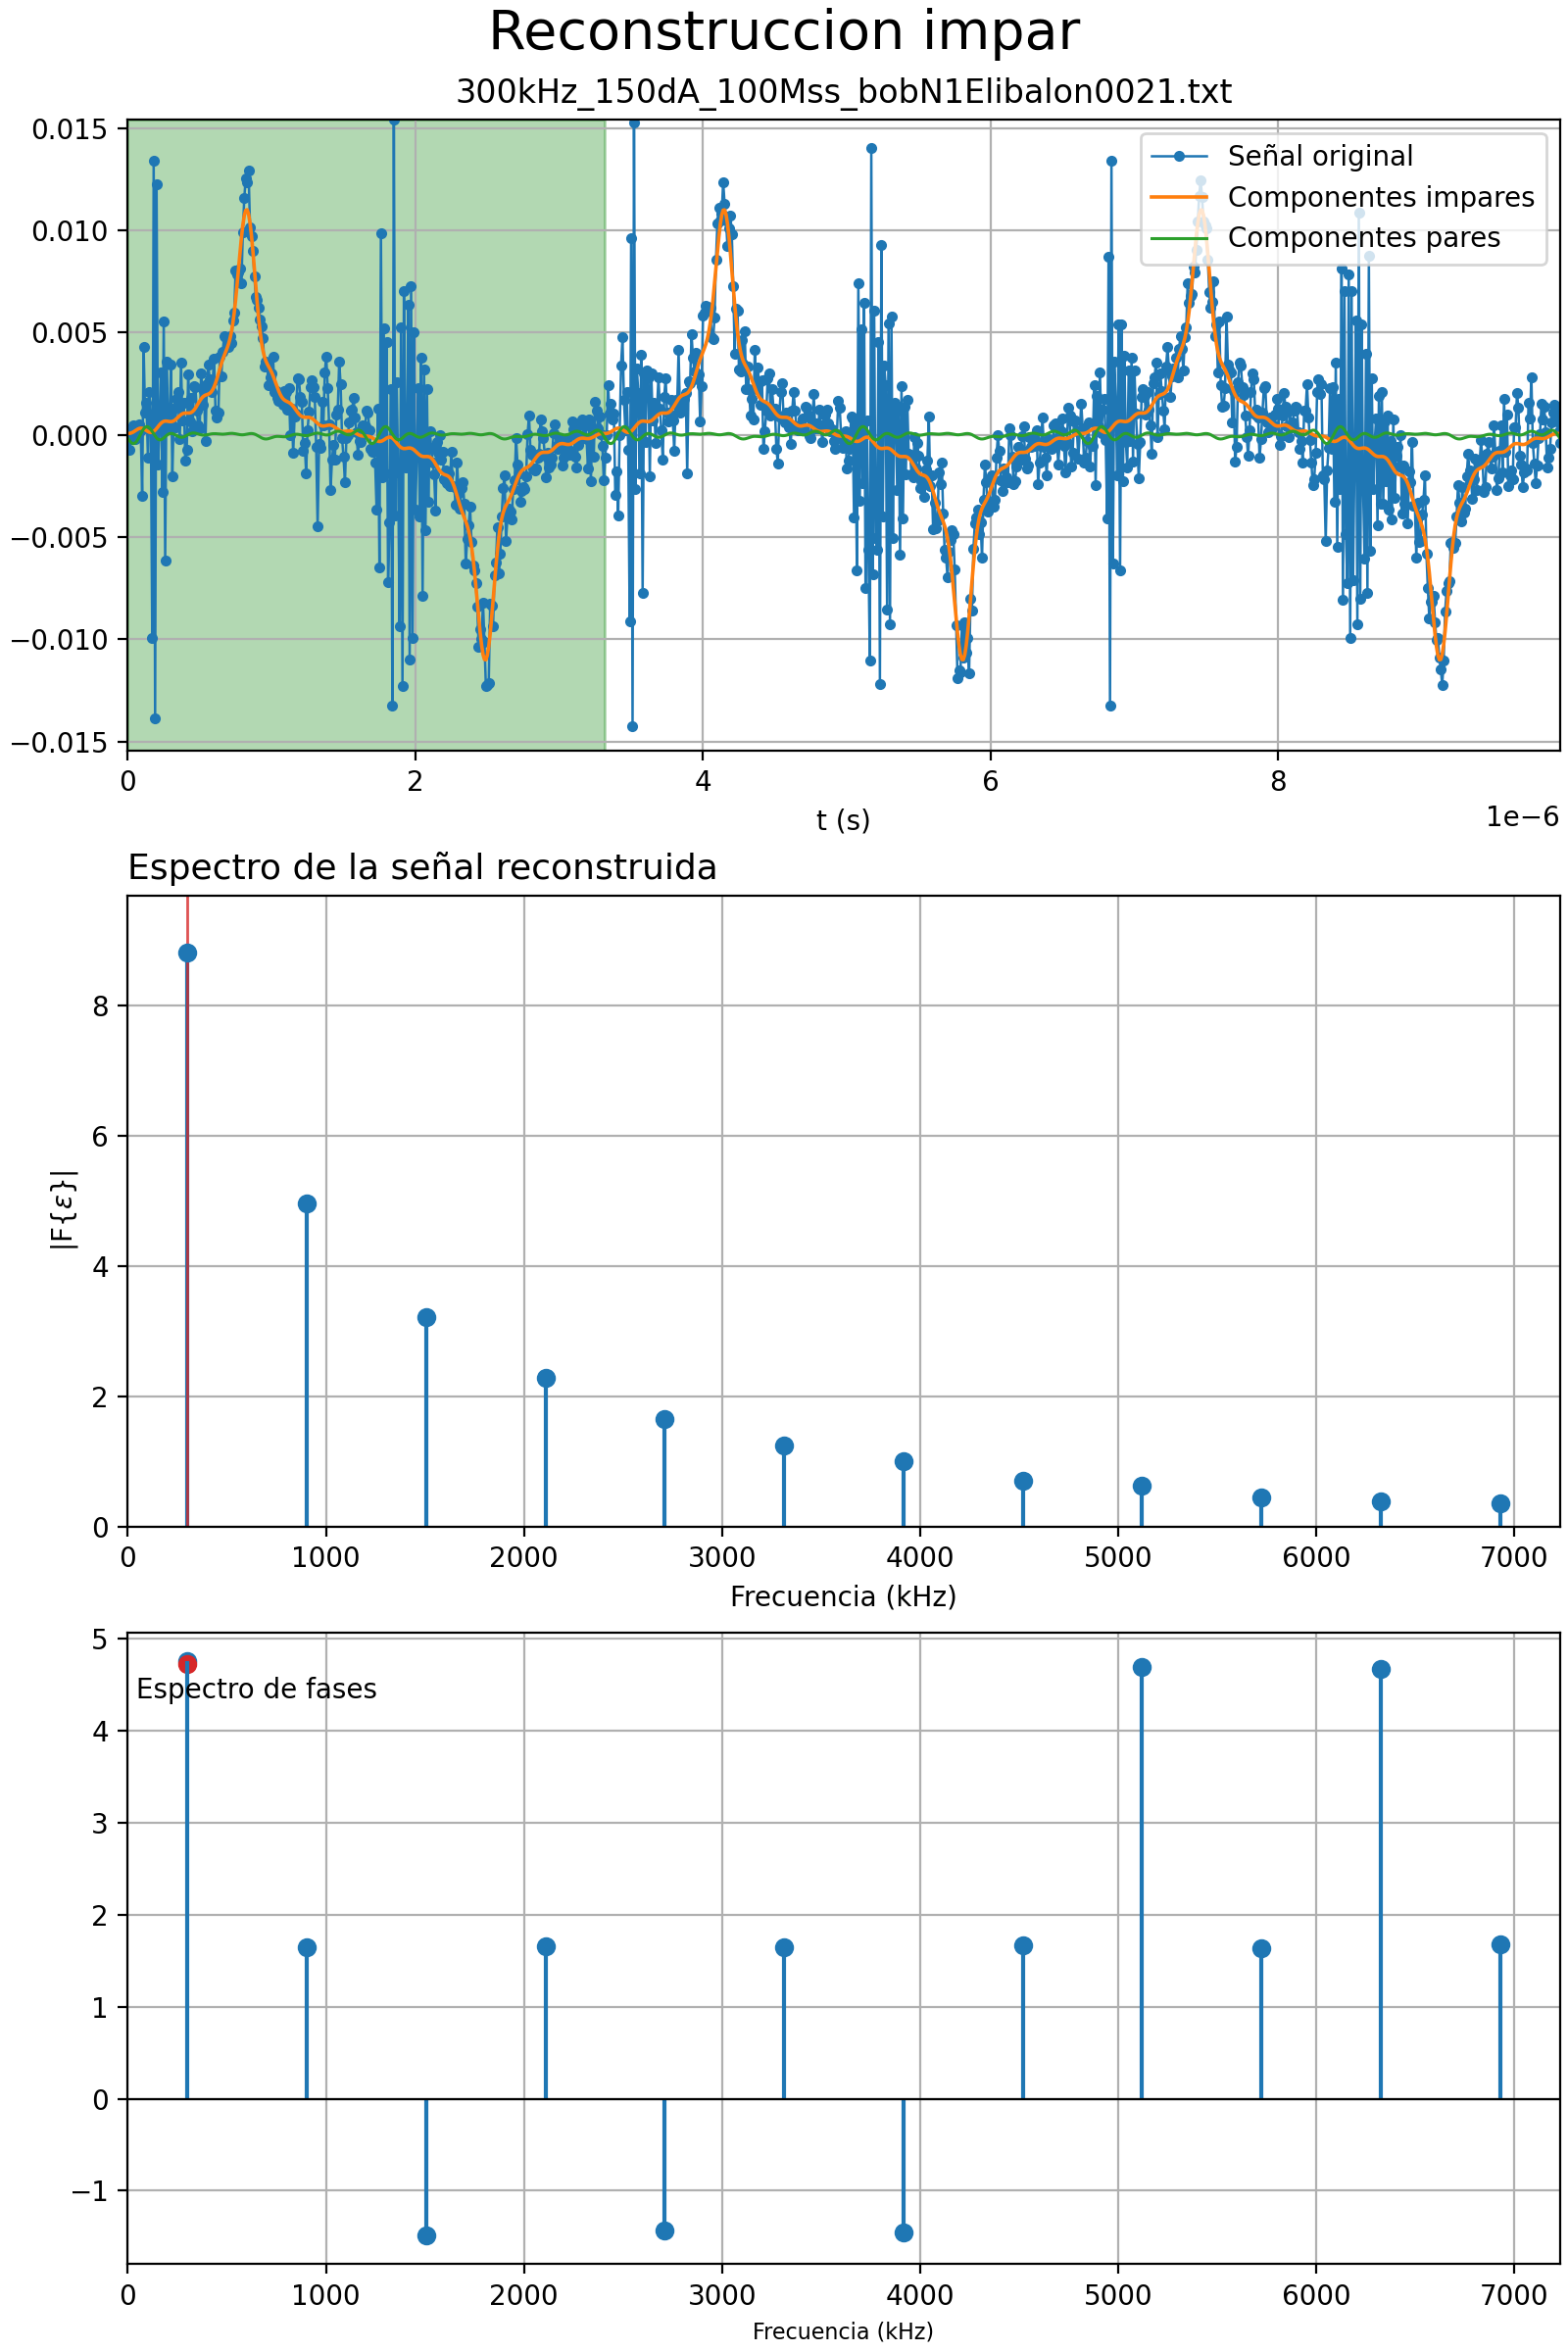 Reconstruccion impar
300kHz_150dA_100Mss_bobN1Elibalon0021.txt
0.015
0.010
0.005
0.000
−0.005
−0.010
−0.015
Señal original
Componentes impares
Componentes pares
0 2 4 6 8
1e−6
t (s)
Espectro de la señal reconstruida
|F{ε}|
8
6
4
2
0
0 1000 2000 3000 4000 5000 6000 7000
Frecuencia (kHz)
5
4
3
2
1
0
−1
Espectro de fases
0 1000 2000 3000 4000 5000 6000 7000
Frecuencia (kHz)